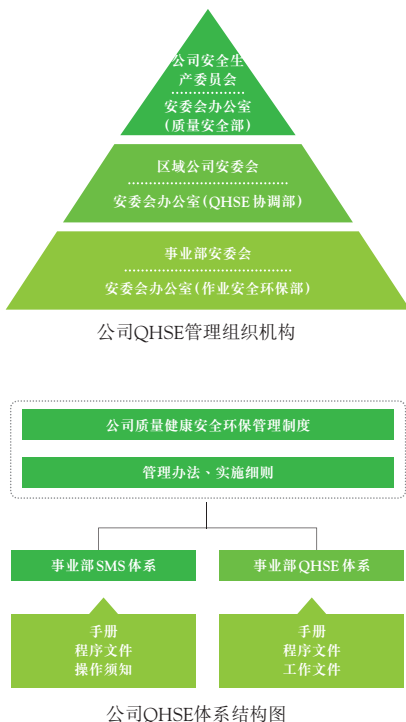 公司安全生
产委员会
安委会办公室
(质量安全部)
区域公司安委会
安委会办公室(QHSE协调部)
事业部安委会
安委会办公室(作业安全环保部)
公司QHSE管理组织机构
公司质量健康安全环保管理制度
管理办法、实施细则
事业部SMS体系
事业部QHSE体系
手册
程序文件
操作须知
手册
程序文件
工作文件
公司QHSE体系结构图